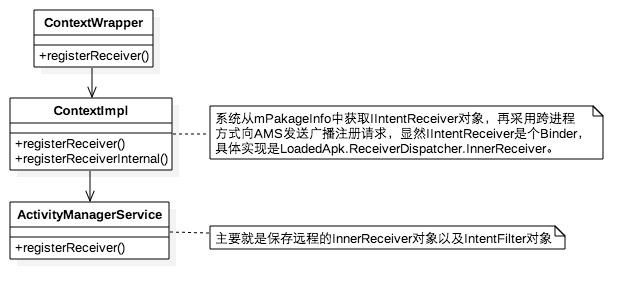 ContextWrapper
+registerReceiver()
ContextImpl
+registerReceiver()
+registerReceiverInternal()
系统从mPakageInfo中获取IIntentReceiver对象，再采用跨进程
方式向AMS发送广播注册请求，显然IIntentReceiver是个Binder，
具体实现是LoadedApk.ReceiverDispatcher.InnerReceiver。
ActivityManagerService
+registerReceiver()
主要就是保存远程的InnerReceiver对象以及IntentFilter对象